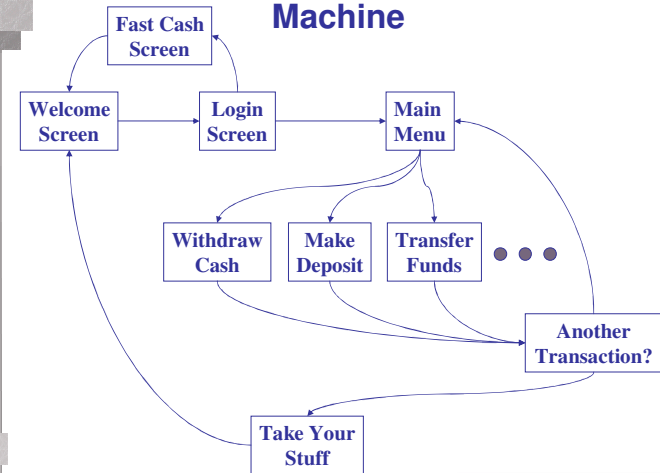 Machine
Fast Cash
Screen
Welcome
Screen
Login
Screen
Main
Menu
Withdraw
Cash
Make
Deposit
Transfer
Funds
Another
Transaction?
Take Your
Stuff